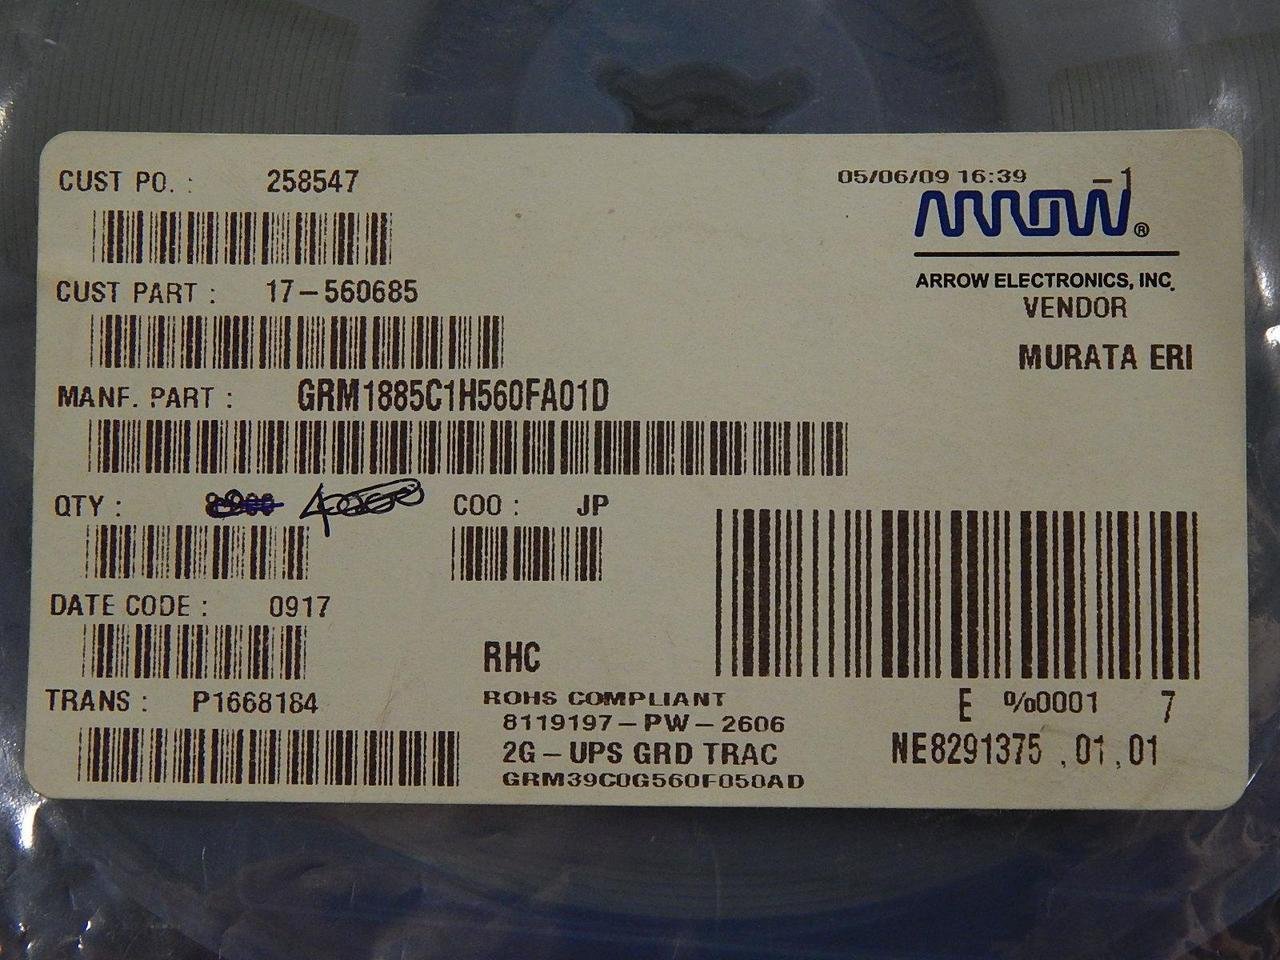 CUST PO. : 258547
05/06/09 16:39 -1
ARROW®
ARROW ELECTRONICS, INC.
CUST PART : 17-560685
VENDOR
MURATA ERI
MANF. PART : GRM1885C1H560FA01D
QTY : 4000
COO : JP
DATE CODE : 0917
RHC
TRANS : P1668184
ROHS COMPLIANT
8119197-PW-2606
2G-UPS GRD TRAC
GRM39C0G560F050AD
E %0001 7
NE8291375 ,01 ,01